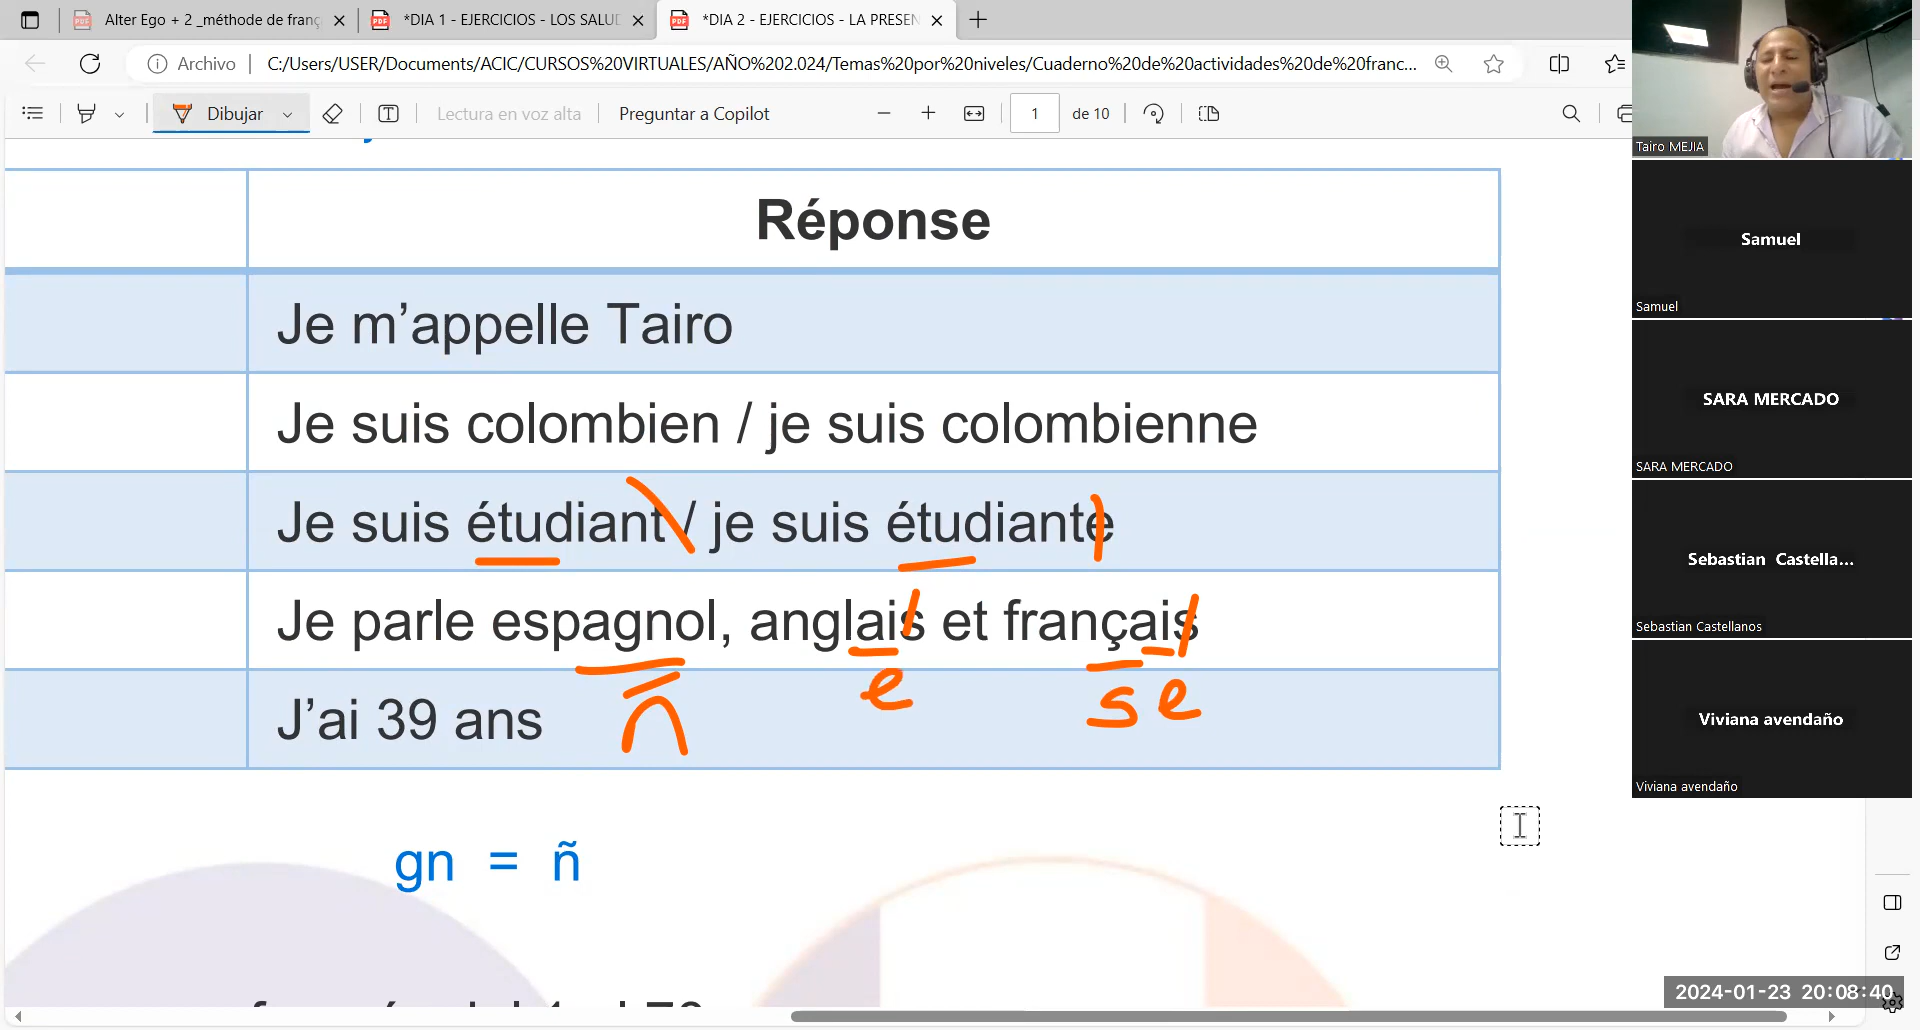 Alter Ego + 2 _méthode de franç
*DIA 1 - EJERCICIOS - LOS SALUD
*DIA 2 - EJERCICIOS - LA PRESEN
Archivo
C:/Users/USER/Documents/ACIC/CURSOS%20VIRTUALES/AÑO%202.024/Temas%20por%20niveles/Cuaderno%20de%20actividades%20de%20franc...
Dibujar
Lectura en voz alta
Preguntar a Copilot
1
de 10
Réponse
Je m’appelle Tairo
Je suis colombien / je suis colombienne
Je suis étudiant / je suis étudiante
Je parle espagnol, anglais et français
e
s e
J’ai 39 ans
ñ
gn = ñ
Tairo MEJIA
Samuel
Samuel
SARA MERCADO
SARA MERCADO
Sebastian Castella...
Sebastian Castellanos
Viviana avendaño
Viviana avendaño
2024-01-23 20:08:40